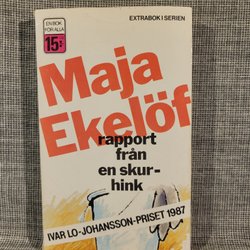 EXTRABOK I SERIEN
EN BOK
FÖR ALLA
15:-
Maja
Ekelöf
rapport
från
en skur-
hink
IVAR LO-JOHANSSON-PRISET 1987